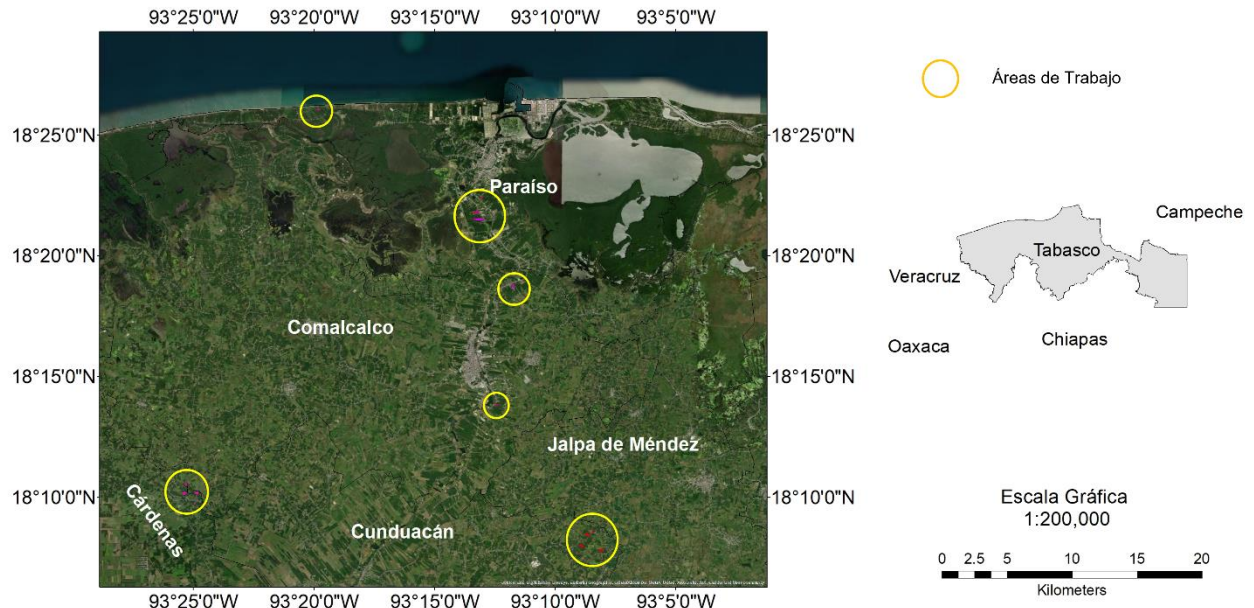 93°25'0"W 93°20'0"W 93°15'0"W 93°10'0"W 93°5'0"W
Áreas de Trabajo
18°25'0"N 18°25'0"N
Paraíso
Campeche
Tabasco
18°20'0"N 18°20'0"N
Veracruz
Comalcalco
Chiapas
Oaxaca
18°15'0"N 18°15'0"N
Jalpa de Méndez
18°10'0"N 18°10'0"N
Cárdenas
Cunduacán
Escala Gráfica
1:200,000
0 2.5 5 10 15 20
Kilometers
93°25'0"W 93°20'0"W 93°15'0"W 93°10'0"W 93°5'0"W